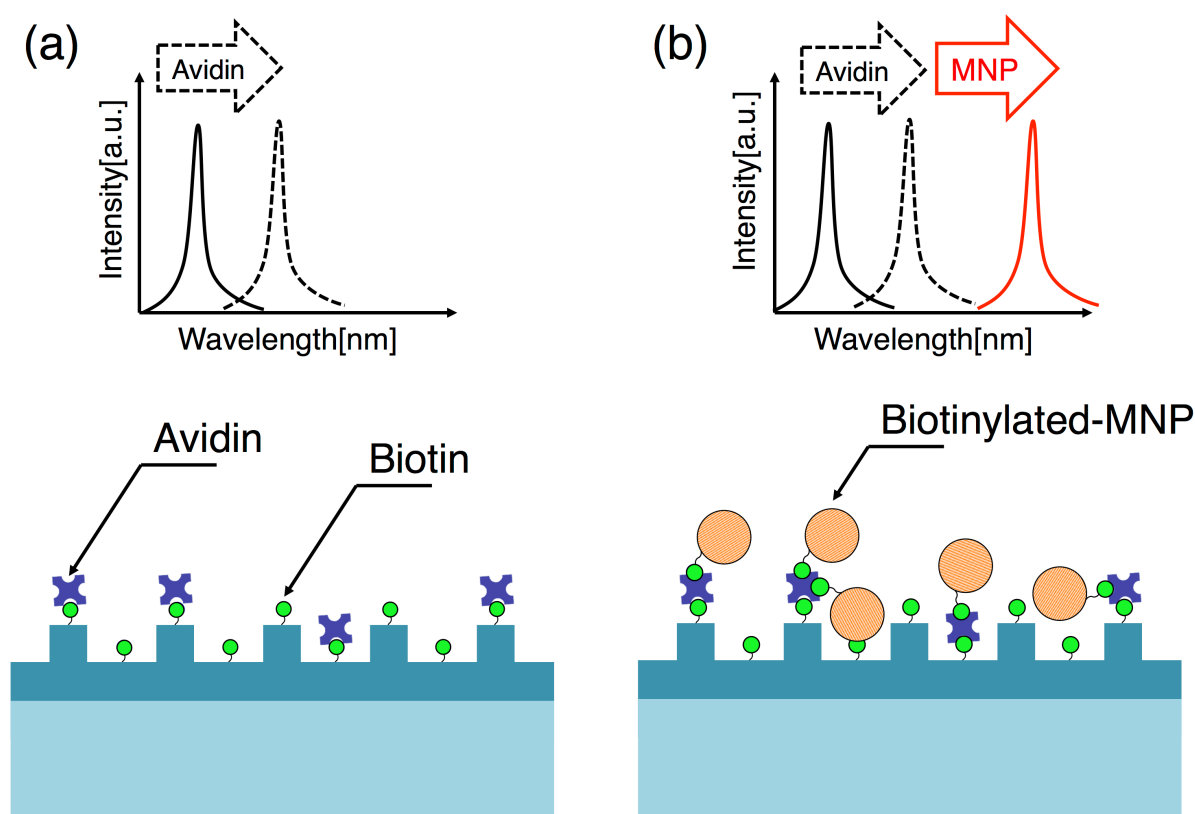 (a)
Avidin
Intensity[a.u.]
Wavelength[nm]
Avidin
Biotin
(b)
Avidin
MNP
Intensity[a.u.]
Wavelength[nm]
Biotinylated-MNP